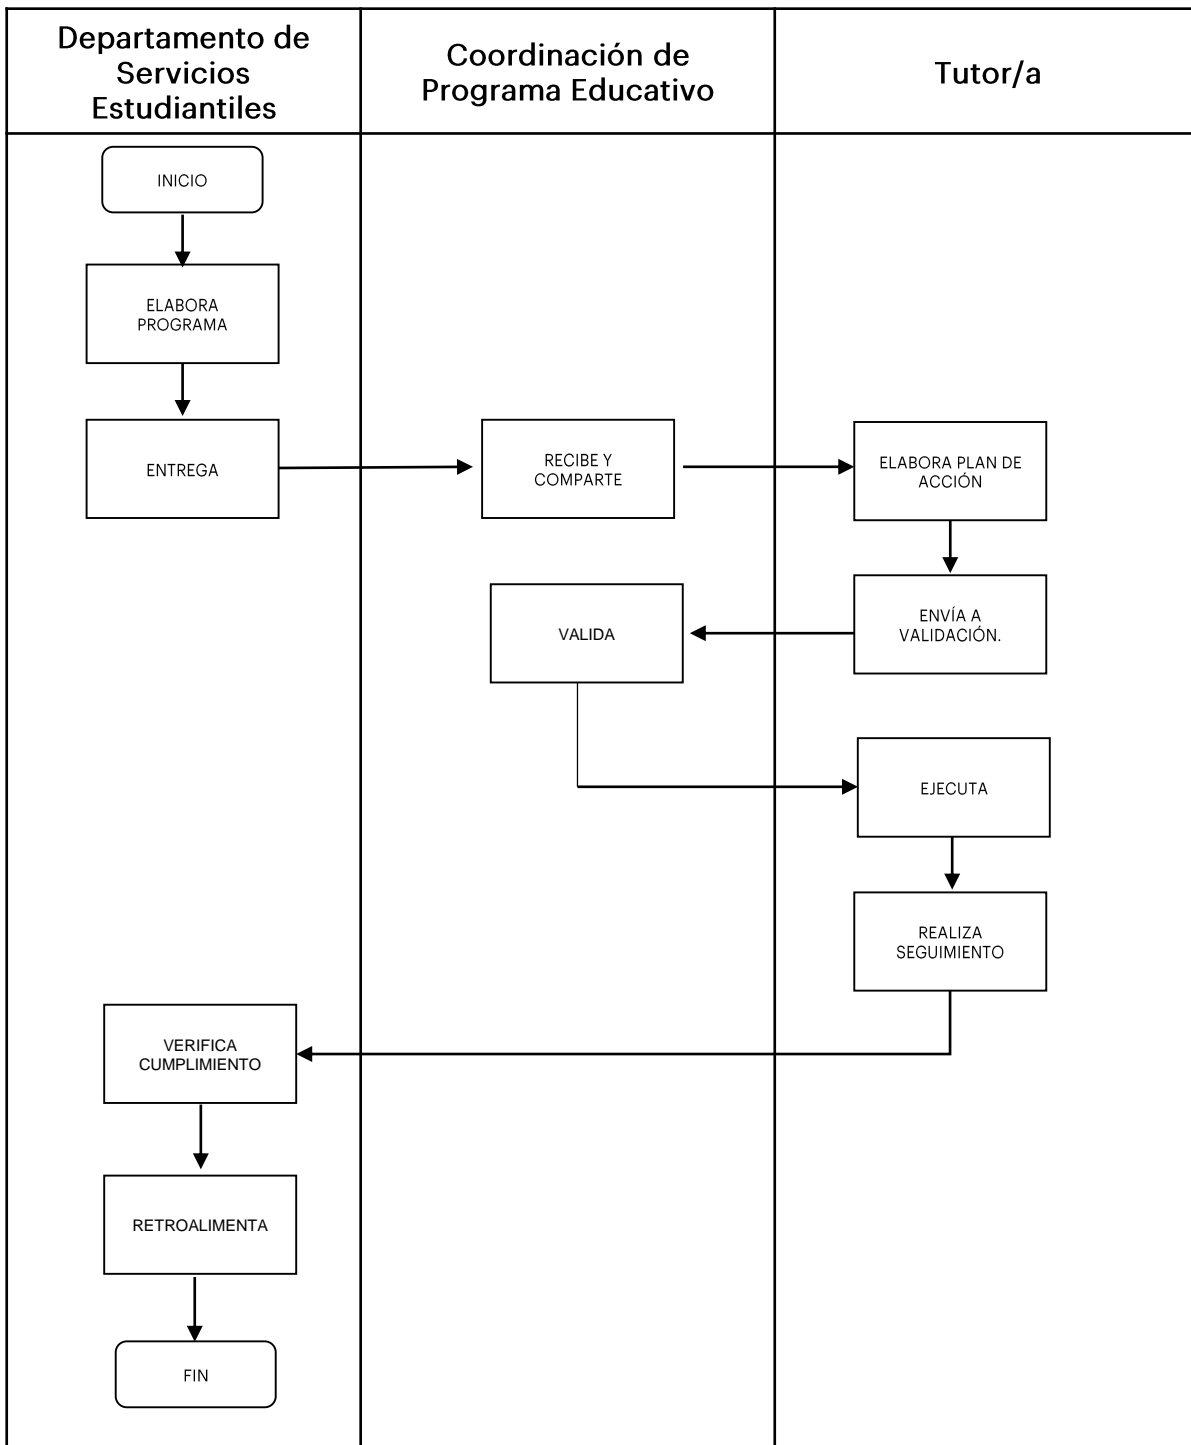 Departamento de
Servicios
Estudiantiles
Coordinación de
Programa Educativo
Tutor/a
INICIO
ELABORA
PROGRAMA
ENTREGA
RECIBE Y
COMPARTE
ELABORA PLAN DE
ACCIÓN
VALIDA
ENVÍA A
VALIDACIÓN.
EJECUTA
REALIZA
SEGUIMIENTO
VERIFICA
CUMPLIMIENTO
RETROALIMENTA
FIN